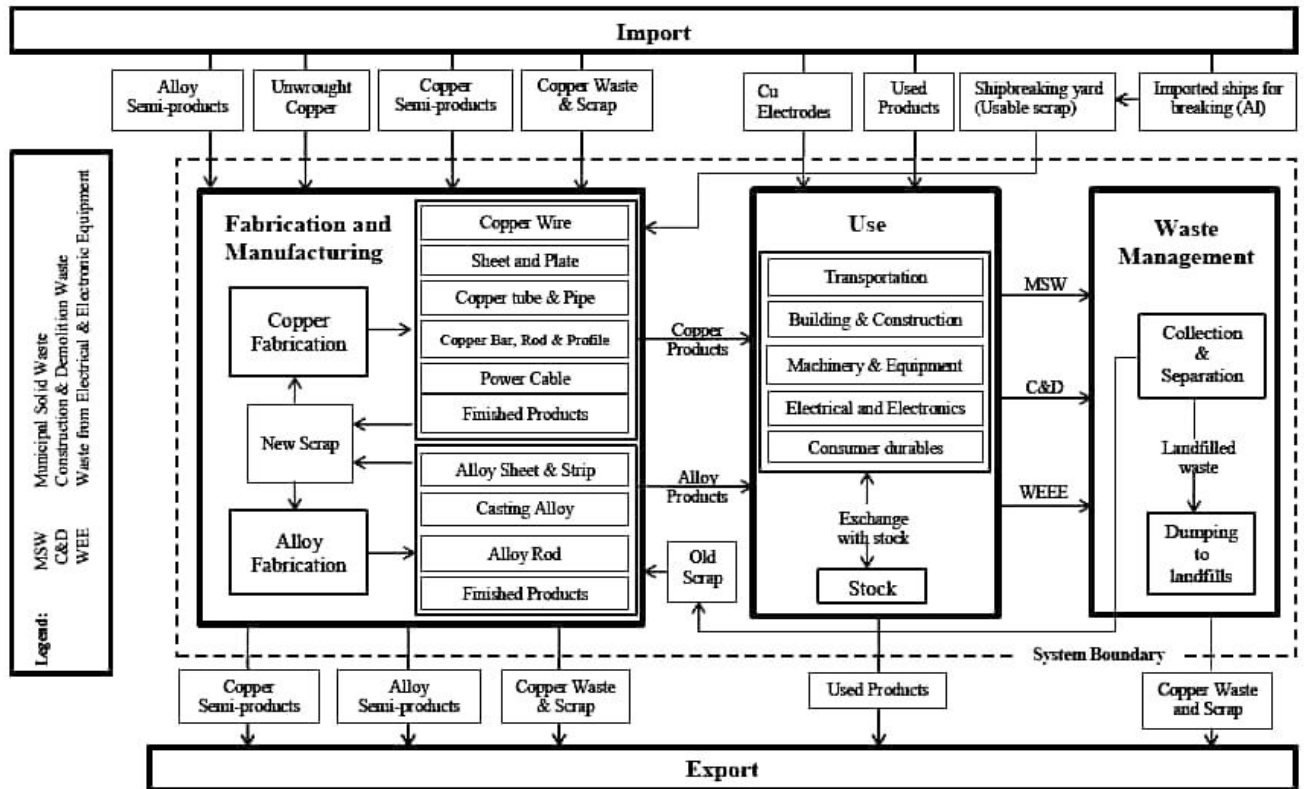 Import
Alloy
Semi-products
Unwrought
Copper
Copper
Semi-products
Copper Waste
& Scrap
Cu
Electrodes
Used
Products
Shipbreaking yard
(Usable scrap)
Imported ships for
breaking (AI)
Legend:
MSW Municipal Solid Waste
C&D Construction & Demolition Waste
WEE Waste from Electrical & Electronic Equipment
Fabrication and
Manufacturing
Copper
Fabrication
New Scrap
Alloy
Fabrication
Copper Wire
Sheet and Plate
Copper tube & Pipe
Copper Bar, Rod & Profile
Power Cable
Finished Products
Alloy Sheet & Strip
Casting Alloy
Alloy Rod
Finished Products
Copper
Products
Alloy
Products
Old
Scrap
Use
Transportation
Building & Construction
Machinery & Equipment
Electrical and Electronics
Consumer durables
Exchange
with stock
Stock
MSW
C&D
WEEE
Waste
Management
Collection
&
Separation
Landfilled
waste
Dumping
to
landfills
System Boundary
Copper
Semi-products
Alloy
Semi-products
Copper Waste
& Scrap
Used Products
Copper Waste
and Scrap
Export